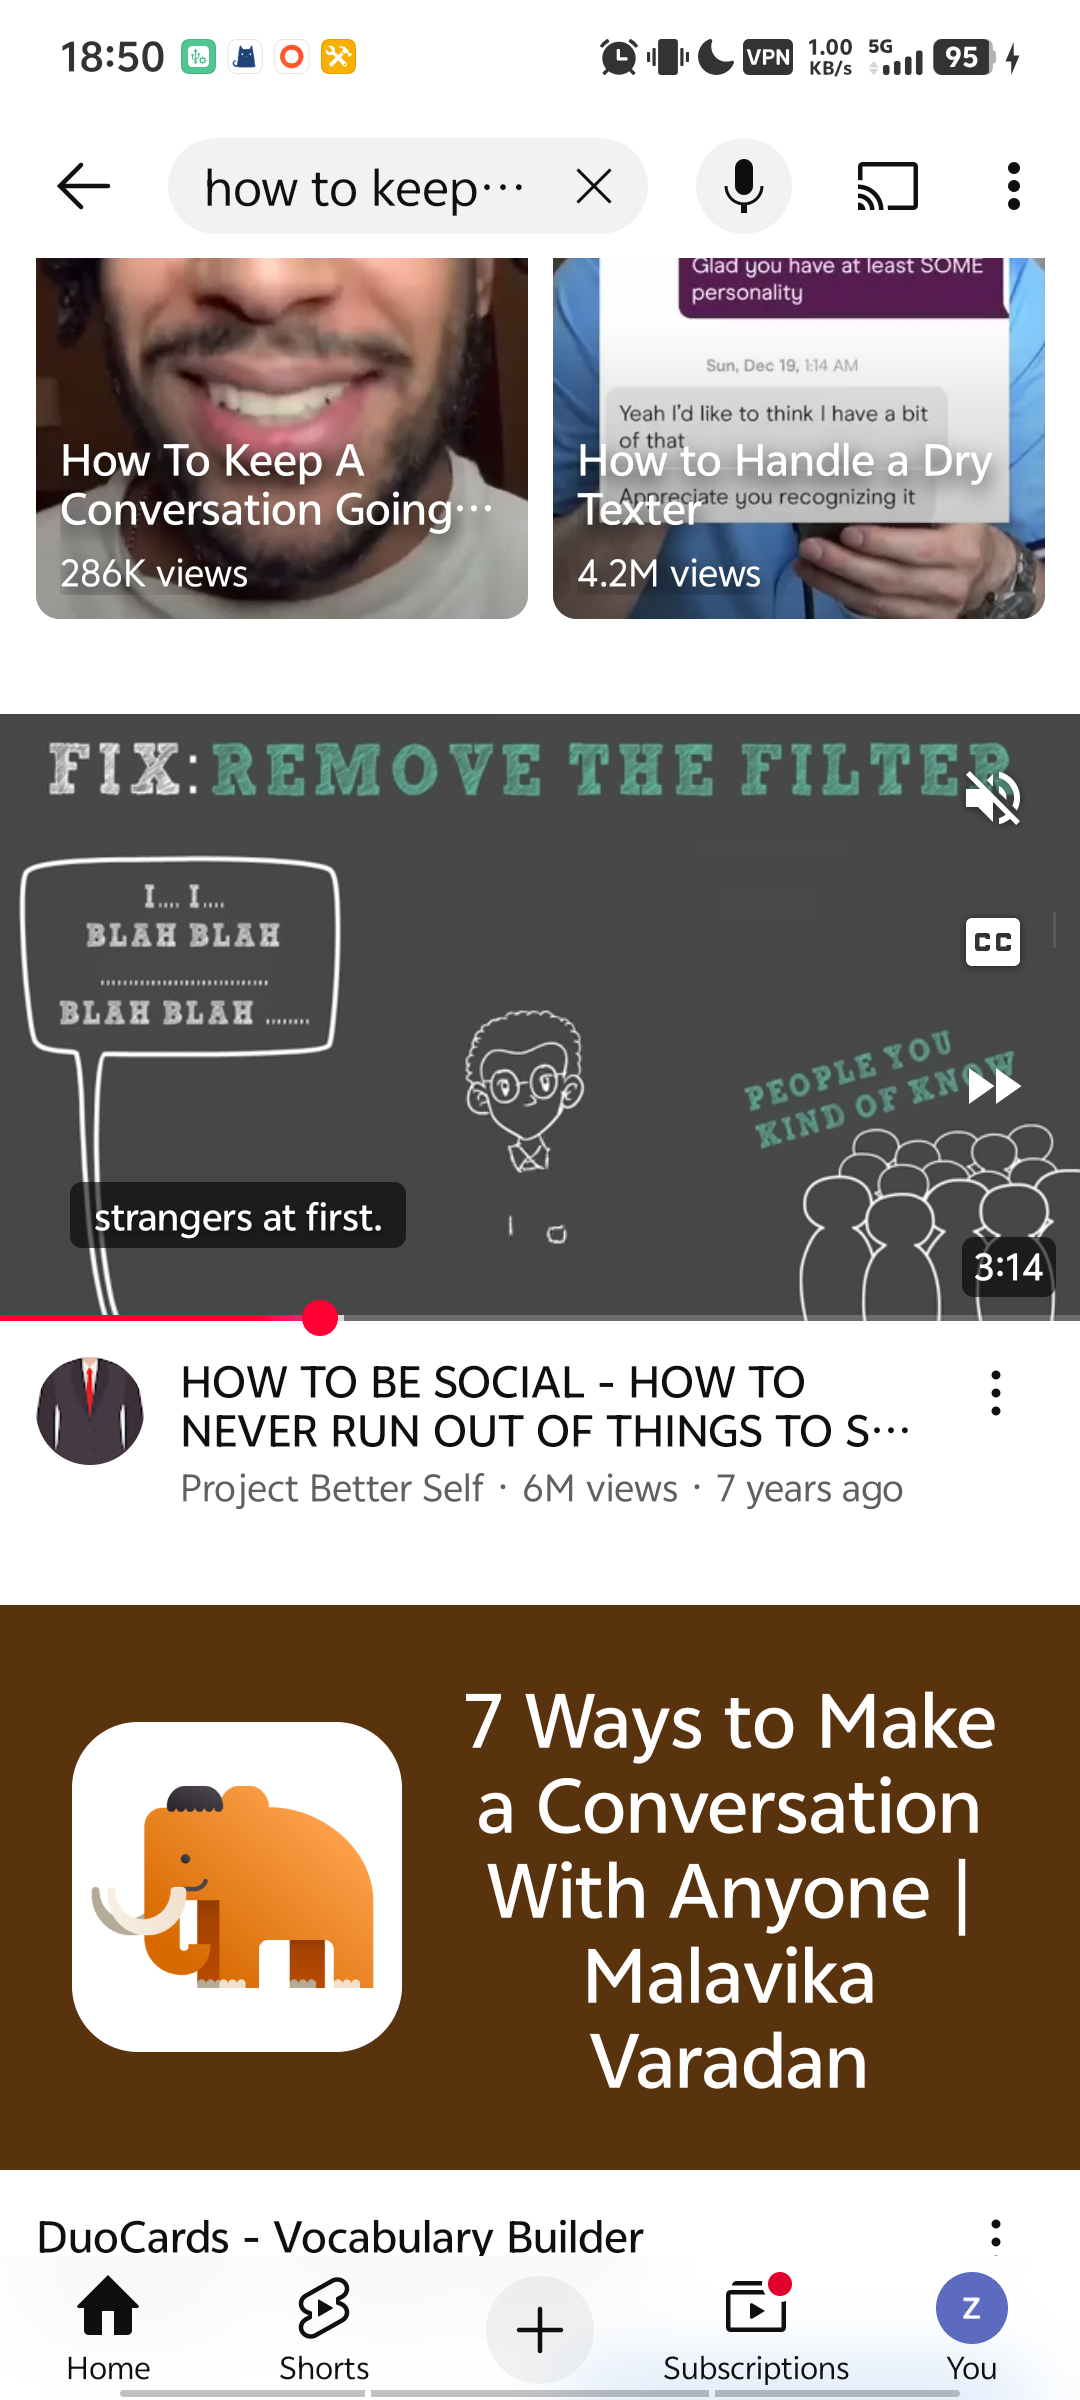 18:50
VPN
1.00
KB/s
5G
95
how to keep···
Glad you have at least SOME
personality
Sun, Dec 19, 1:14 AM
Yeah I'd like to think I have a bit
of that
Appreciate you recognizing it
How To Keep A
Conversation Going···
286K views
How to Handle a Dry
Texter
4.2M views
FIX: REMOVE THE FILTER
I.... I....
BLAH BLAH
..............................
BLAH BLAH ........
CC
PEOPLE YOU
KIND OF KNOW
strangers at first.
3:14
HOW TO BE SOCIAL - HOW TO
NEVER RUN OUT OF THINGS TO S···
Project Better Self · 6M views · 7 years ago
7 Ways to Make
a Conversation
With Anyone |
Malavika
Varadan
DuoCards - Vocabulary Builder
Home
Shorts
Subscriptions
Z
You